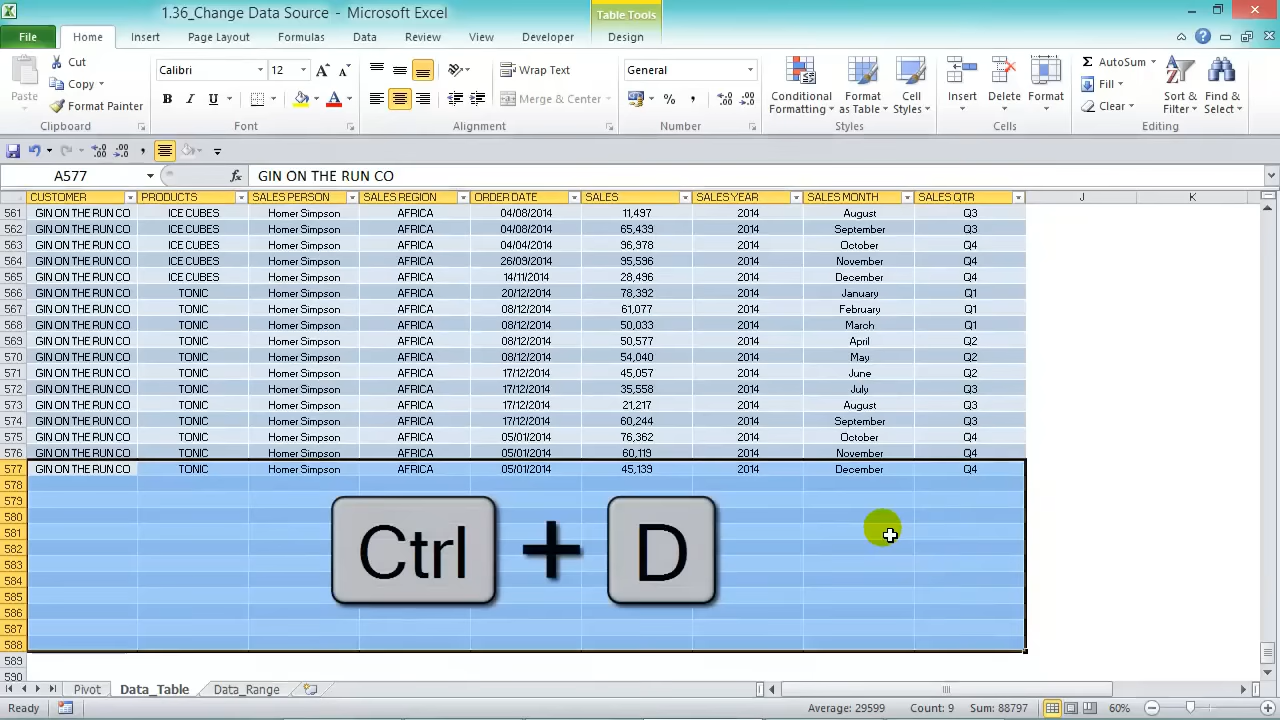 1.36_Change Data Source - Microsoft Excel
Table Tools
File Home Insert Page Layout Formulas Data Review View Developer Design
Paste
Cut
Copy
Format Painter
Calibri 12
B I U A
Wrap Text
Merge & Center
General
% ,
Conditional Formatting
Format as Table
Cell Styles
Insert
Delete
Format
Σ AutoSum
Fill
Clear
Sort & Filter
Find & Select
Clipboard Font Alignment Number Styles Cells Editing
A577 fx GIN ON THE RUN CO
CUSTOMER PRODUCTS SALES PERSON SALES REGION ORDER DATE SALES SALES YEAR SALES MONTH SALES QTR J K
561 GIN ON THE RUN CO ICE CUBES Homer Simpson AFRICA 04/08/2014 11,497 2014 August Q3
562 GIN ON THE RUN CO ICE CUBES Homer Simpson AFRICA 04/08/2014 65,439 2014 September Q3
563 GIN ON THE RUN CO ICE CUBES Homer Simpson AFRICA 04/04/2014 96,978 2014 October Q4
564 GIN ON THE RUN CO ICE CUBES Homer Simpson AFRICA 26/09/2014 95,596 2014 November Q4
565 GIN ON THE RUN CO ICE CUBES Homer Simpson AFRICA 14/11/2014 28,496 2014 December Q4
566 GIN ON THE RUN CO TONIC Homer Simpson AFRICA 20/12/2014 78,392 2014 January Q1
567 GIN ON THE RUN CO TONIC Homer Simpson AFRICA 08/12/2014 61,077 2014 February Q1
568 GIN ON THE RUN CO TONIC Homer Simpson AFRICA 08/12/2014 50,033 2014 March Q1
569 GIN ON THE RUN CO TONIC Homer Simpson AFRICA 08/12/2014 50,577 2014 April Q2
570 GIN ON THE RUN CO TONIC Homer Simpson AFRICA 08/12/2014 54,040 2014 May Q2
571 GIN ON THE RUN CO TONIC Homer Simpson AFRICA 17/12/2014 45,057 2014 June Q2
572 GIN ON THE RUN CO TONIC Homer Simpson AFRICA 17/12/2014 35,558 2014 July Q3
573 GIN ON THE RUN CO TONIC Homer Simpson AFRICA 17/12/2014 21,217 2014 August Q3
574 GIN ON THE RUN CO TONIC Homer Simpson AFRICA 17/12/2014 60,244 2014 September Q3
575 GIN ON THE RUN CO TONIC Homer Simpson AFRICA 05/01/2014 76,362 2014 October Q4
576 GIN ON THE RUN CO TONIC Homer Simpson AFRICA 05/01/2014 60,119 2014 November Q4
577 GIN ON THE RUN CO TONIC Homer Simpson AFRICA 05/01/2014 45,139 2014 December Q4
578
579
580
581
582
583
584
585
586
587
588
589
590
Ctrl + D
Pivot Data_Table Data_Range
Ready Average: 29599 Count: 9 Sum: 88797 60%